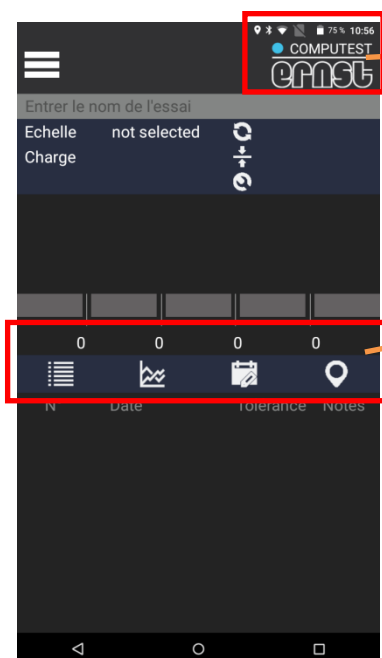 75 % 10:56
COMPUTEST
ernst
Entrer le nom de l'essai
Echelle not selected
Charge
0 0 0 0
N Date Tolerance Notes